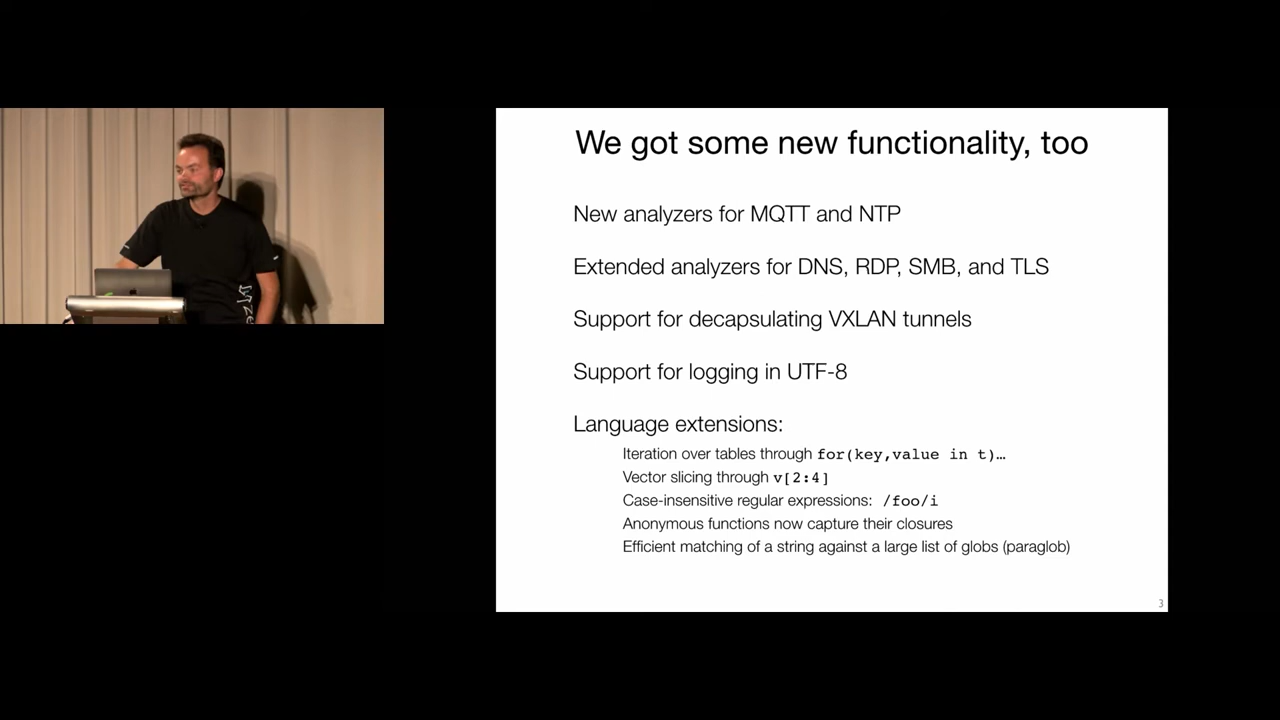 We got some new functionality, too
New analyzers for MQTT and NTP
Extended analyzers for DNS, RDP, SMB, and TLS
Support for decapsulating VXLAN tunnels
Support for logging in UTF-8
Language extensions:
Iteration over tables through for(key,value in t)…
Vector slicing through v[2:4]
Case-insensitive regular expressions: /foo/i
Anonymous functions now capture their closures
Efficient matching of a string against a large list of globs (paraglob)
3